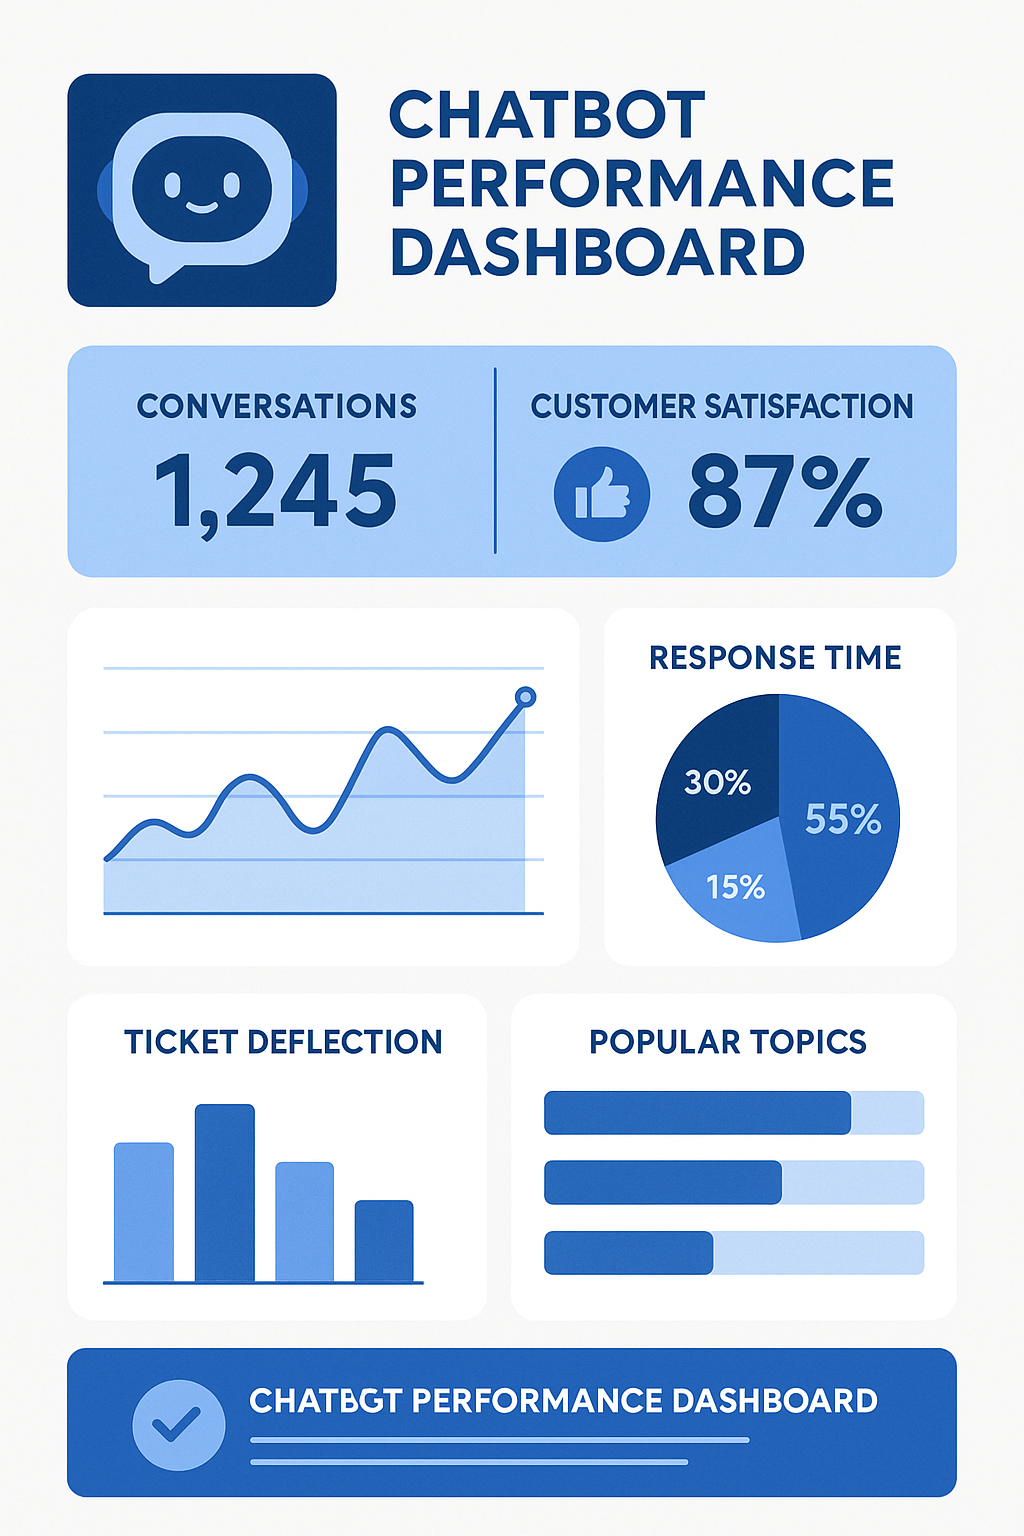 CHATBOT
PERFORMANCE
DASHBOARD
CONVERSATIONS
1,245
CUSTOMER SATISFACTION
87%
RESPONSE TIME
30%
55%
15%
TICKET DEFLECTION
POPULAR TOPICS
CHATBGT PERFORMANCE DASHBOARD